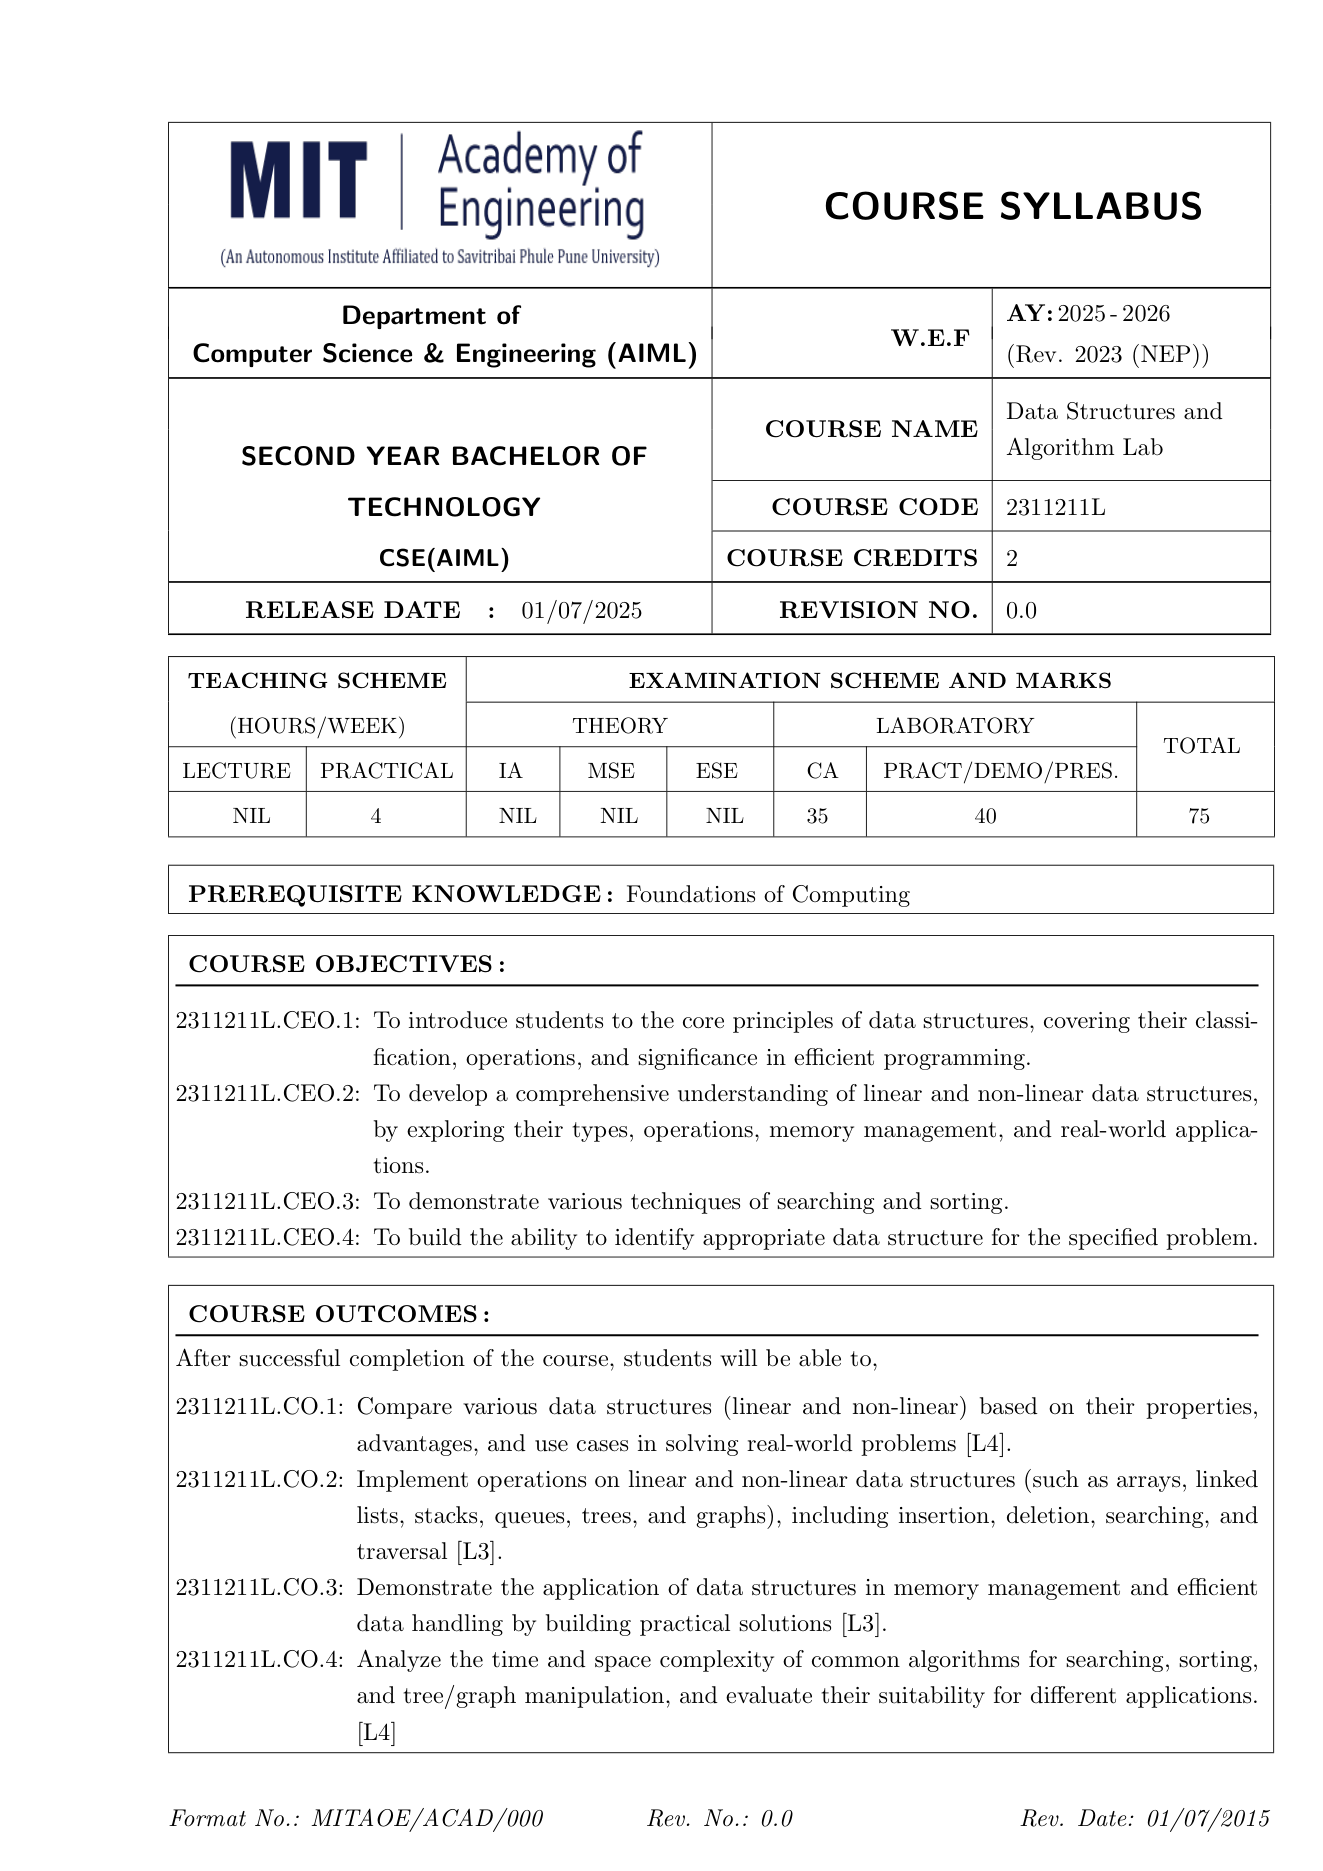 MIT
Academy of
Engineering
(An Autonomous Institute Affiliated to Savitribai Phule Pune University)
COURSE SYLLABUS
Department of
Computer Science & Engineering (AIML)
W.E.F
AY: 2025 - 2026
(Rev. 2023 (NEP))
SECOND YEAR BACHELOR OF
TECHNOLOGY
CSE(AIML)
COURSE NAME
Data Structures and
Algorithm Lab
COURSE CODE 2311211L
COURSE CREDITS 2
RELEASE DATE : 01/07/2025
REVISION NO. 0.0
TEACHING SCHEME
(HOURS/WEEK)
EXAMINATION SCHEME AND MARKS
THEORY LABORATORY TOTAL
LECTURE PRACTICAL IA MSE ESE CA PRACT/DEMO/PRES.
NIL 4 NIL NIL NIL 35 40 75
PREREQUISITE KNOWLEDGE: Foundations of Computing
COURSE OBJECTIVES:
2311211L.CEO.1: To introduce students to the core principles of data structures, covering their classi-
fication, operations, and significance in efficient programming.
2311211L.CEO.2: To develop a comprehensive understanding of linear and non-linear data structures,
by exploring their types, operations, memory management, and real-world applica-
tions.
2311211L.CEO.3: To demonstrate various techniques of searching and sorting.
2311211L.CEO.4: To build the ability to identify appropriate data structure for the specified problem.
COURSE OUTCOMES:
After successful completion of the course, students will be able to,
2311211L.CO.1: Compare various data structures (linear and non-linear) based on their properties,
advantages, and use cases in solving real-world problems [L4].
2311211L.CO.2: Implement operations on linear and non-linear data structures (such as arrays, linked
lists, stacks, queues, trees, and graphs), including insertion, deletion, searching, and
traversal [L3].
2311211L.CO.3: Demonstrate the application of data structures in memory management and efficient
data handling by building practical solutions [L3].
2311211L.CO.4: Analyze the time and space complexity of common algorithms for searching, sorting,
and tree/graph manipulation, and evaluate their suitability for different applications.
[L4]
Format No.: MITAOE/ACAD/000 Rev. No.: 0.0 Rev. Date: 01/07/2015